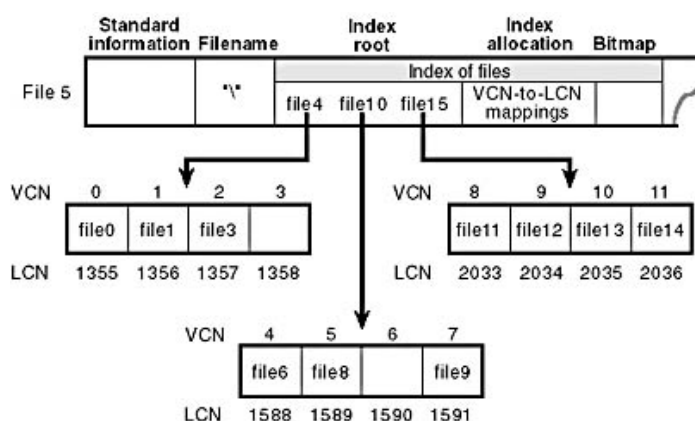 Standard information Filename Index root Index allocation Bitmap
Index of files
File 5 "\" file4 file10 file15 VCN-to-LCN mappings
VCN 0 1 2 3
file0 file1 file3
LCN 1355 1356 1357 1358
VCN 8 9 10 11
file11 file12 file13 file14
LCN 2033 2034 2035 2036
VCN 4 5 6 7
file6 file8 file9
LCN 1588 1589 1590 1591